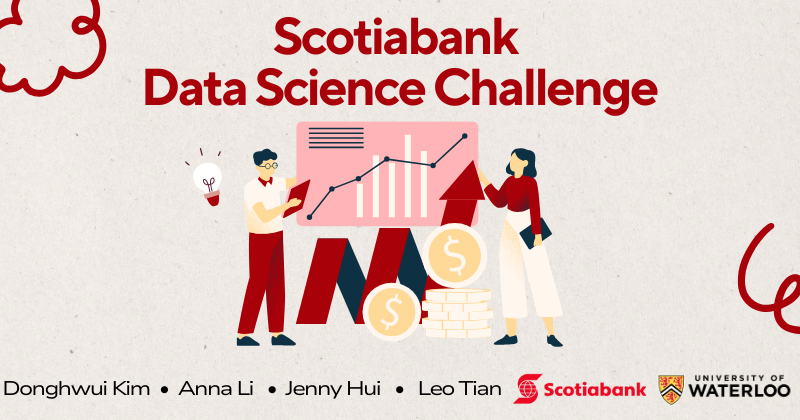 Scotiabank
Data Science Challenge
$
$
Donghwui Kim • Anna Li • Jenny Hui • Leo Tian Scotiabank UNIVERSITY OF
WATERLOO